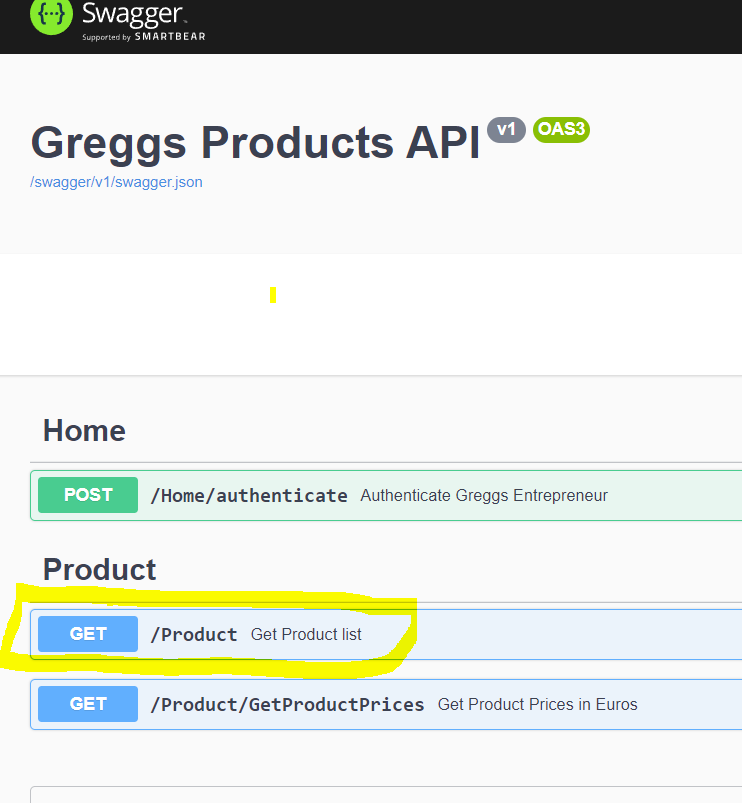 Swagger
Supported by SMARTBEAR
Greggs Products API v1 OAS3
/swagger/v1/swagger.json
Home
POST /Home/authenticate Authenticate Greggs Entrepreneur
Product
GET /Product Get Product list
GET /Product/GetProductPrices Get Product Prices in Euros